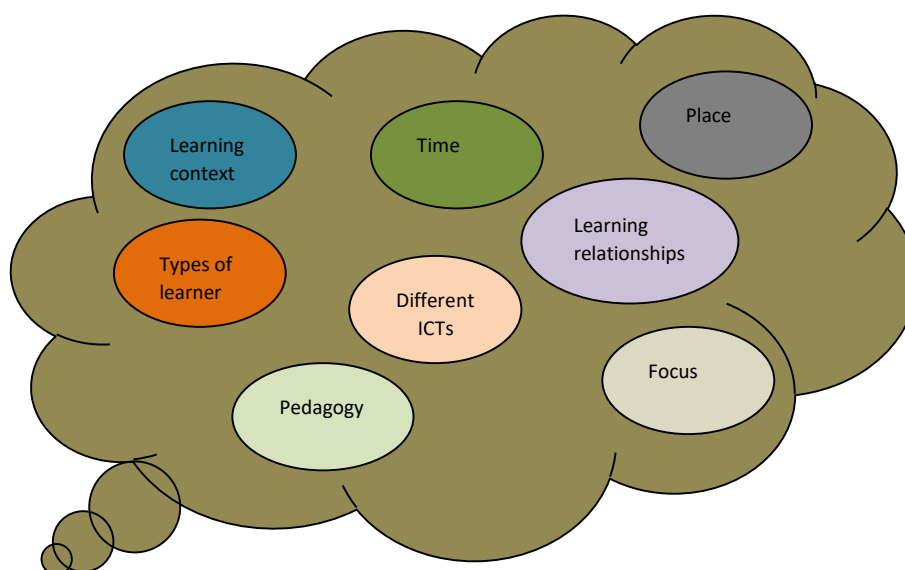 Learning
context
Time
Place
Types of
learner
Learning
relationships
Different
ICTs
Pedagogy
Focus